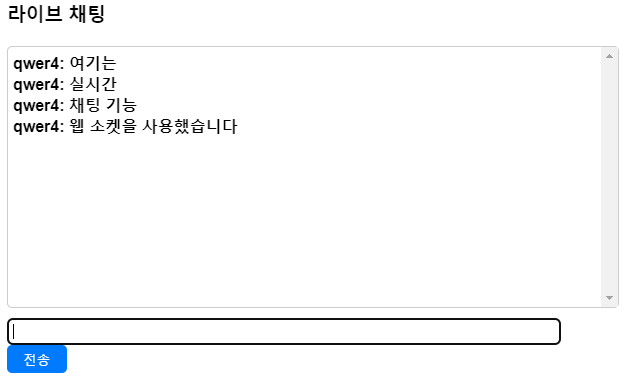 라이브 채팅
qwer4: 여기는
qwer4: 실시간
qwer4: 채팅 기능
qwer4: 웹 소켓을 사용했습니다
전송